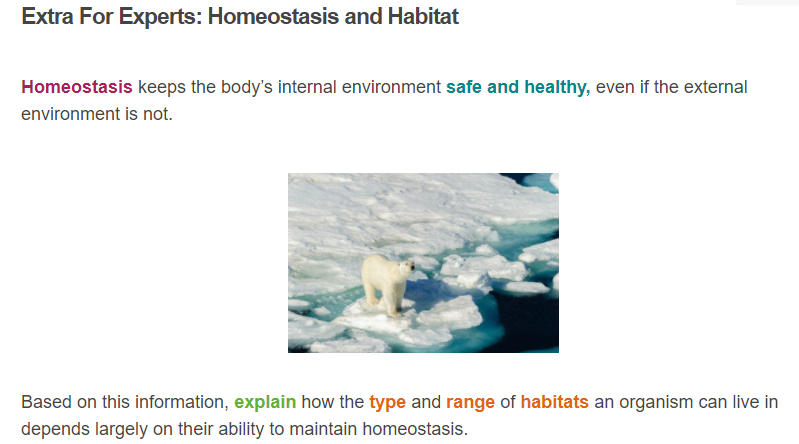 Extra For Experts: Homeostasis and Habitat
Homeostasis keeps the body’s internal environment safe and healthy, even if the external
environment is not.
Based on this information, explain how the type and range of habitats an organism can live in
depends largely on their ability to maintain homeostasis.